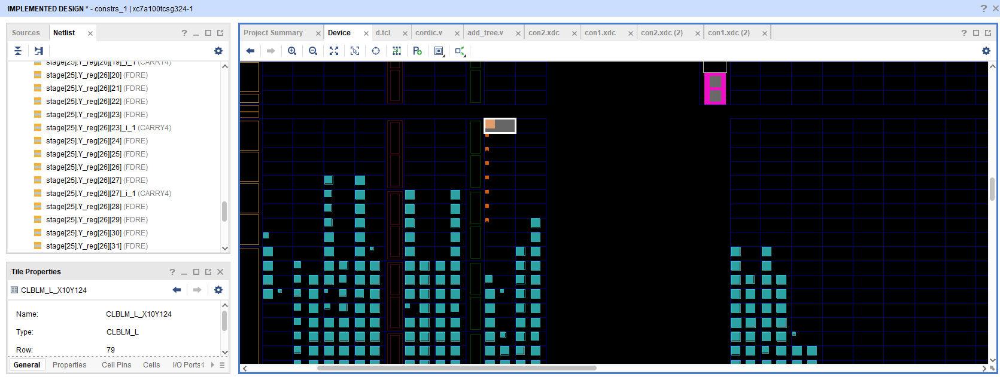 IMPLEMENTED DESIGN * - constrs_1 | xc7a100tcsg324-1
Sources Netlist
stage[25].Y_reg[26][19]_i_1 (CARRY4)
stage[25].Y_reg[26][20] (FDRE)
stage[25].Y_reg[26][21] (FDRE)
stage[25].Y_reg[26][22] (FDRE)
stage[25].Y_reg[26][23] (FDRE)
stage[25].Y_reg[26][23]_i_1 (CARRY4)
stage[25].Y_reg[26][24] (FDRE)
stage[25].Y_reg[26][25] (FDRE)
stage[25].Y_reg[26][26] (FDRE)
stage[25].Y_reg[26][27] (FDRE)
stage[25].Y_reg[26][27]_i_1 (CARRY4)
stage[25].Y_reg[26][28] (FDRE)
stage[25].Y_reg[26][29] (FDRE)
stage[25].Y_reg[26][30] (FDRE)
stage[25].Y_reg[26][31] (FDRE)
Tile Properties
CLBLM_L_X10Y124
Name: CLBLM_L_X10Y124
Type: CLBLM_L
Row: 79
General Properties Cell Pins Cells I/O Ports
Project Summary Device d.tcl cordic.v add_tree.v con2.xdc con1.xdc con2.xdc (2) con1.xdc (2)